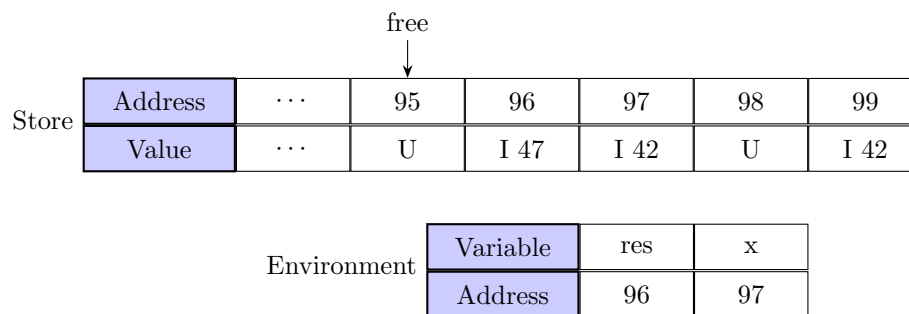 free
Store
Address ··· 95 96 97 98 99
Value ··· U I 47 I 42 U I 42
Environment
Variable res x
Address 96 97